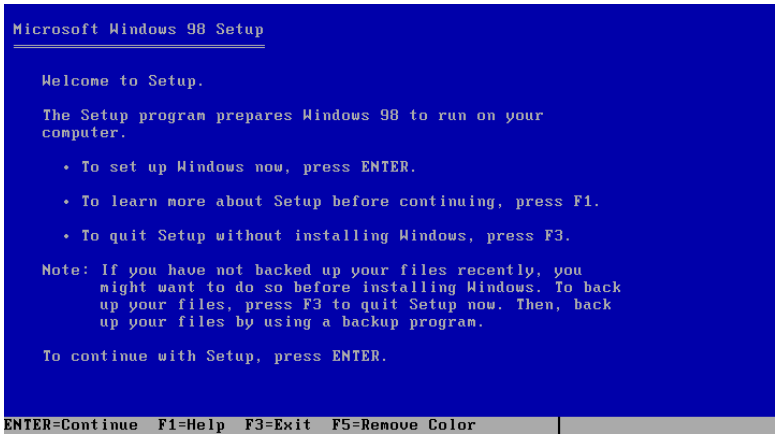 Microsoft Windows 98 Setup
Welcome to Setup.
The Setup program prepares Windows 98 to run on your
computer.
• To set up Windows now, press ENTER.
• To learn more about Setup before continuing, press F1.
• To quit Setup without installing Windows, press F3.
Note: If you have not backed up your files recently, you
might want to do so before installing Windows. To back
up your files, press F3 to quit Setup now. Then, back
up your files by using a backup program.
To continue with Setup, press ENTER.
ENTER=Continue F1=Help F3=Exit F5=Remove Color